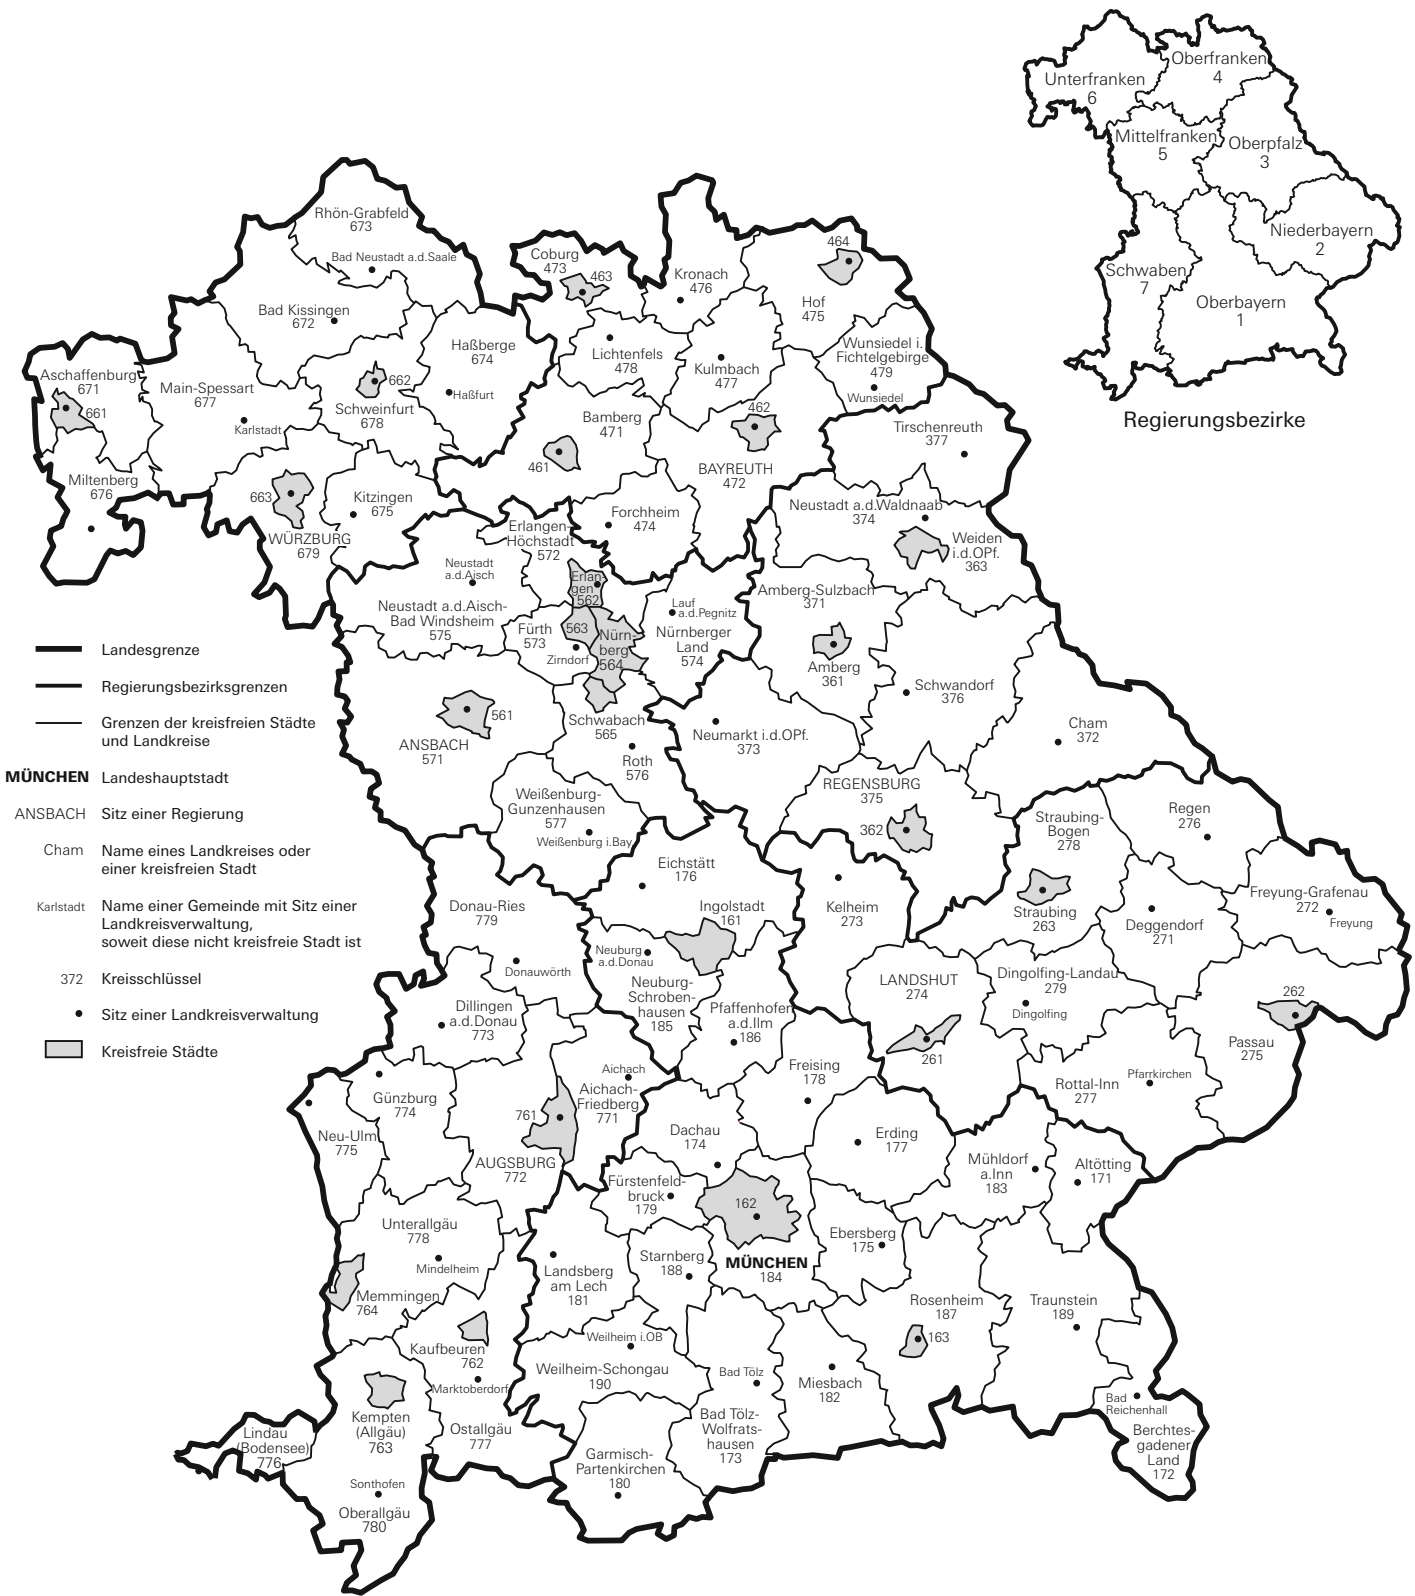 Unterfranken
6
Oberfranken
4
Mittelfranken
5
Oberpfalz
3
Niederbayern
2
Schwaben
7
Oberbayern
1
Regierungsbezirke
Rhön-Grabfeld
673
Bad Neustadt a.d.Saale
Bad Kissingen
672
Haßberge
674
Haßfurt
Aschaffenburg
671
661
Main-Spessart
677
Karlstadt
662
Schweinfurt
678
Miltenberg
676
663
WÜRZBURG
679
Kitzingen
675
Coburg
473
463
Kronach
476
464
Hof
475
Lichtenfels
478
Kulmbach
477
Wunsiedel i.
Fichtelgebirge
479
Wunsiedel
Bamberg
471
461
462
BAYREUTH
472
Forchheim
474
Tirschenreuth
377
Neustadt a.d.Waldnaab
374
Weiden
i.d.OPf.
363
Amberg-Sulzbach
371
Amberg
361
Schwandorf
376
Cham
372
Neumarkt i.d.OPf.
373
REGENSBURG
375
362
Erlangen-
Höchstadt
572
Neustadt
a.d.Aisch
Neustadt a.d.Aisch-
Bad Windsheim
575
Erlan-
gen
562
Fürth
573
Zirndorf
563
Nürn-
berg
564
Lauf
a.d.Pegnitz
Nürnberger
Land
574
561
ANSBACH
571
Schwabach
565
Roth
576
Weißenburg-
Gunzenhausen
577
Weißenburg i.Bay.
Landesgrenze
Regierungsbezirksgrenzen
Grenzen der kreisfreien Städte
und Landkreise
MÜNCHEN Landeshauptstadt
ANSBACH Sitz einer Regierung
Cham Name eines Landkreises oder
einer kreisfreien Stadt
Karlstadt Name einer Gemeinde mit Sitz einer
Landkreisverwaltung,
soweit diese nicht kreisfreie Stadt ist
372 Kreisschlüssel
Sitz einer Landkreisverwaltung
Kreisfreie Städte
Regen
276
Straubing-
Bogen
278
Straubing
263
Deggendorf
271
Freyung-Grafenau
272
Freyung
Kelheim
273
LANDSHUT
274
261
Dingolfing-Landau
279
Dingolfing
262
Passau
275
Rottal-Inn
277
Pfarrkirchen
Eichstätt
176
Ingolstadt
161
Neuburg
a.d.Donau
Neuburg-
Schroben-
hausen
185
Pfaffenhofen
a.d.Ilm
186
Freising
178
Erding
177
Dachau
174
Mühldorf
a.Inn
183
Altötting
171
Fürstenfeld-
bruck
179
162
MÜNCHEN
184
Ebersberg
175
Starnberg
188
Landsberg
am Lech
181
Rosenheim
187
163
Traunstein
189
Weilheim i.OB
Weilheim-Schongau
190
Bad Tölz
Bad Tölz-
Wolfrats-
hausen
173
Miesbach
182
Garmisch-
Partenkirchen
180
Bad
Reichenhall
Berchtes-
gadener
Land
172
Donau-Ries
779
Donauwörth
Dillingen
a.d.Donau
773
Aichach
Aichach-
Friedberg
771
761
AUGSBURG
772
Günzburg
774
Neu-Ulm
775
Unterallgäu
778
Mindelheim
Memmingen
764
Kaufbeuren
762
Marktoberdorf
Ostallgäu
777
Kempten
(Allgäu)
763
Lindau
(Bodensee)
776
Sonthofen
Oberallgäu
780